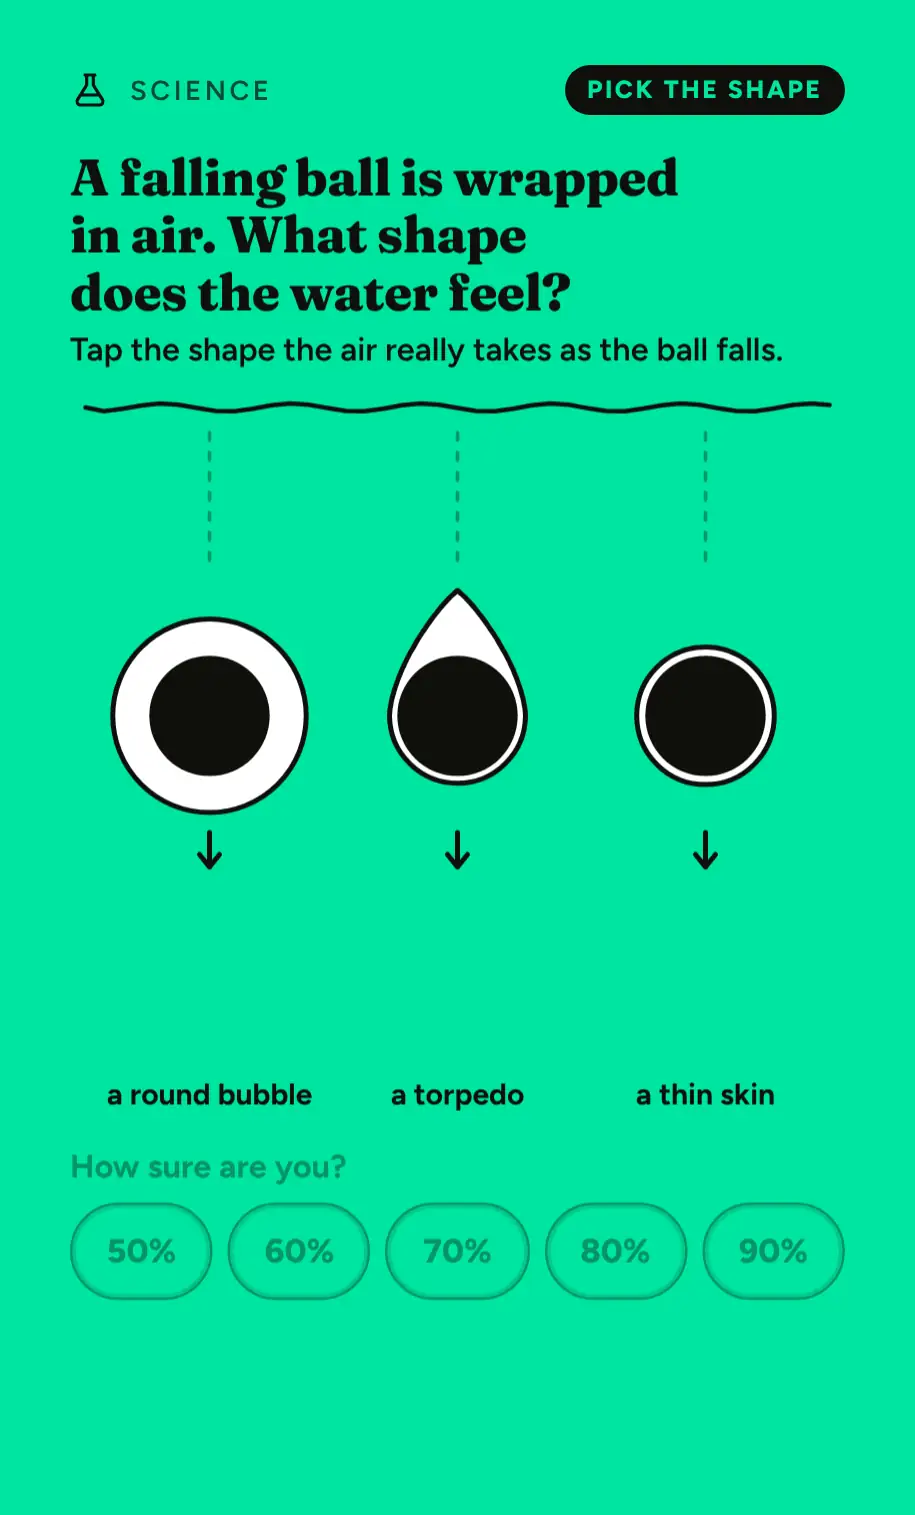 SCIENCE
PICK THE SHAPE
A falling ball is wrapped
in air. What shape
does the water feel?
Tap the shape the air really takes as the ball falls.
a round bubble
a torpedo
a thin skin
How sure are you?
50%
60%
70%
80%
90%